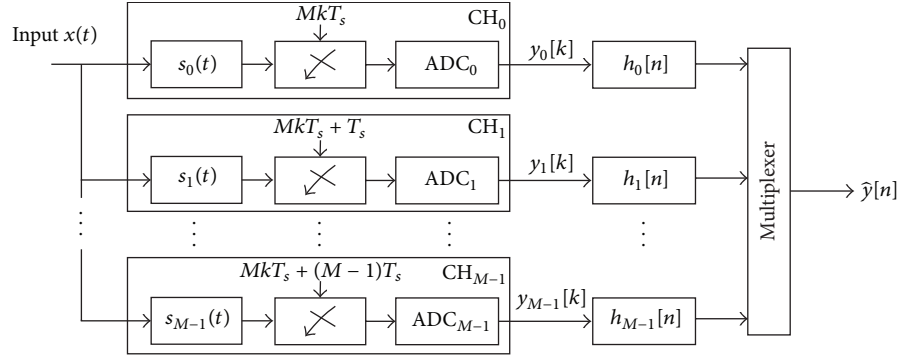 MkT_s
CH_0
Input x(t)
s_0(t)
ADC_0
y_0[k]
h_0[n]
MkT_s + T_s
CH_1
s_1(t)
ADC_1
y_1[k]
h_1[n]
Multiplexer
ŷ[n]
MkT_s + (M − 1)T_s
CH_{M−1}
s_{M−1}(t)
ADC_{M−1}
y_{M−1}[k]
h_{M−1}[n]